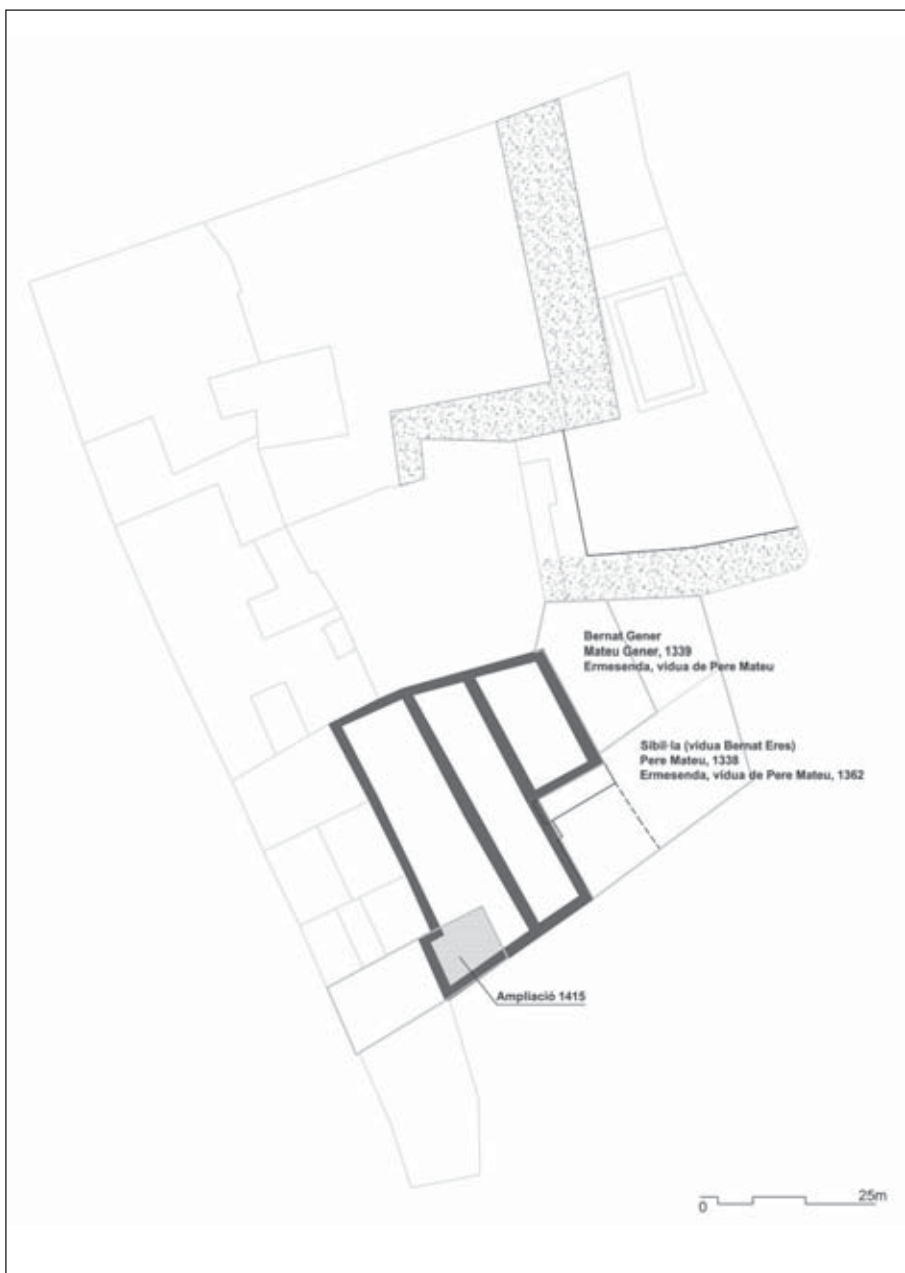 Bernat Gener
Mateu Gener, 1339
Ermesenda, vidua de Pere Mateu
Sibil·la (vidua Bernat Eres)
Pere Mateu, 1338
Ermesenda, vidua de Pere Mateu, 1362
Ampliació 1415
0 25m